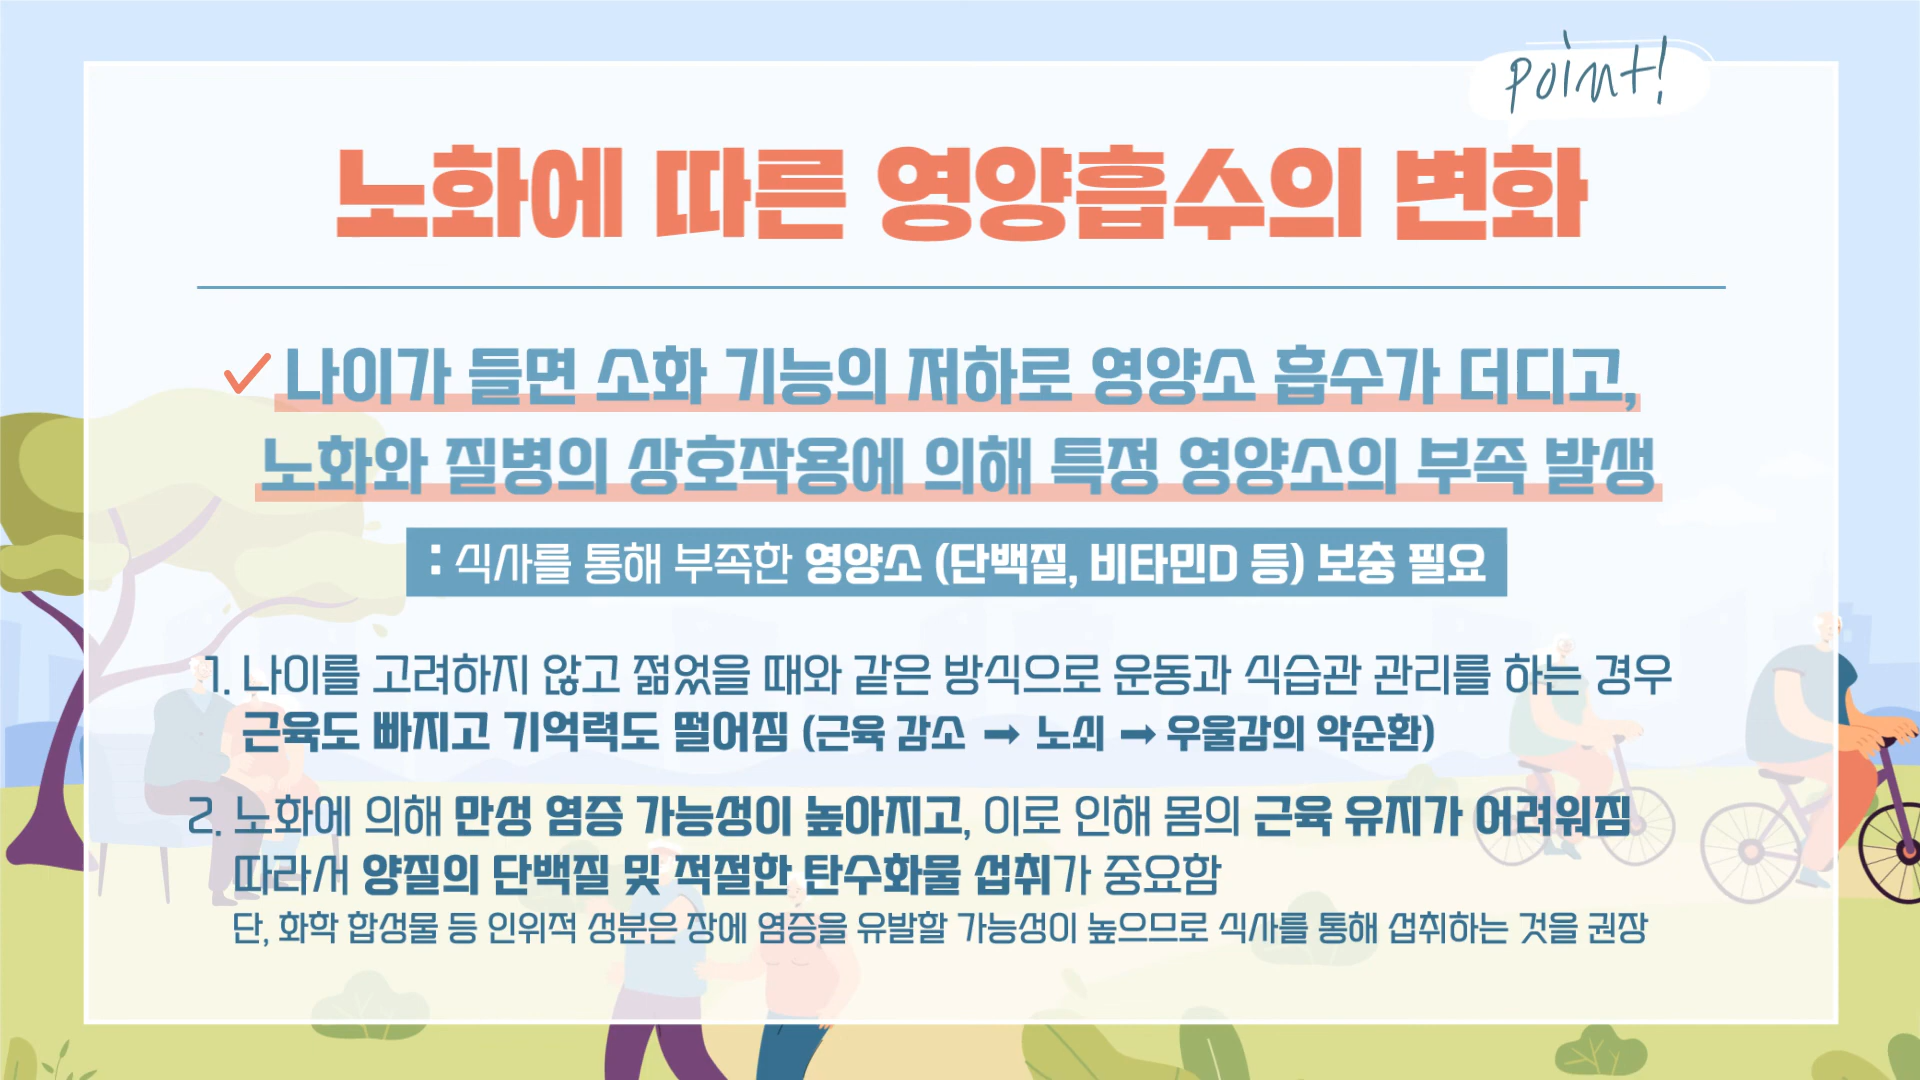 point!
노화에 따른 영양흡수의 변화
나이가 들면 소화 기능의 저하로 영양소 흡수가 더디고,
노화와 질병의 상호작용에 의해 특정 영양소의 부족 발생
: 식사를 통해 부족한 영양소 (단백질, 비타민D 등) 보충 필요
1. 나이를 고려하지 않고 젊었을 때와 같은 방식으로 운동과 식습관 관리를 하는 경우
근육도 빠지고 기억력도 떨어짐 (근육 감소 ➡ 노쇠 ➡ 우울감의 악순환)
2. 노화에 의해 만성 염증 가능성이 높아지고, 이로 인해 몸의 근육 유지가 어려워짐
따라서 양질의 단백질 및 적절한 탄수화물 섭취가 중요함
단, 화학 합성물 등 인위적 성분은 장에 염증을 유발할 가능성이 높으므로 식사를 통해 섭취하는 것을 권장